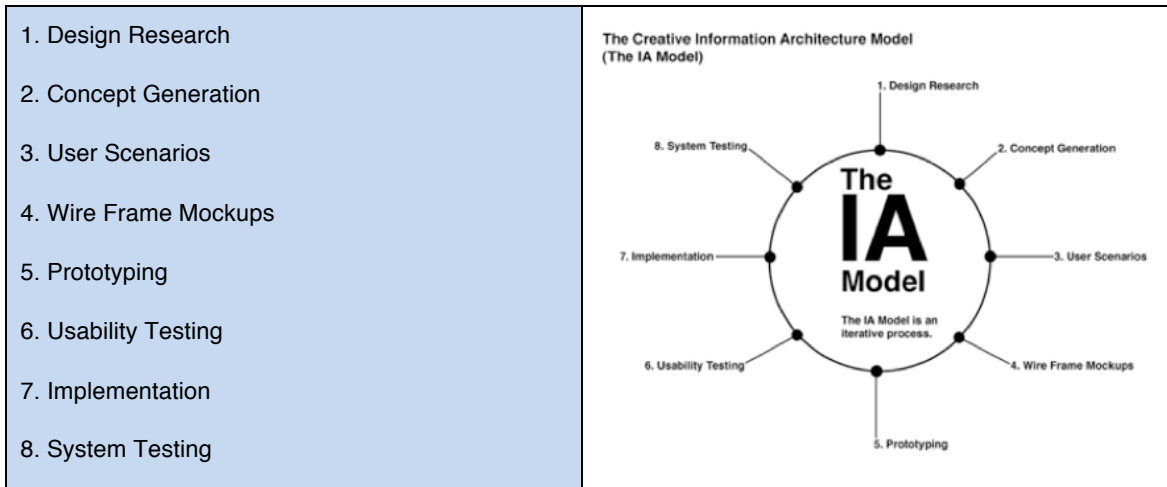 1. Design Research
2. Concept Generation
3. User Scenarios
4. Wire Frame Mockups
5. Prototyping
6. Usability Testing
7. Implementation
8. System Testing
The Creative Information Architecture Model
(The IA Model)
1. Design Research
8. System Testing
2. Concept Generation
The
IA
Model
7. Implementation
3. User Scenarios
The IA Model is an
iterative process.
6. Usability Testing
4. Wire Frame Mockups
5. Prototyping